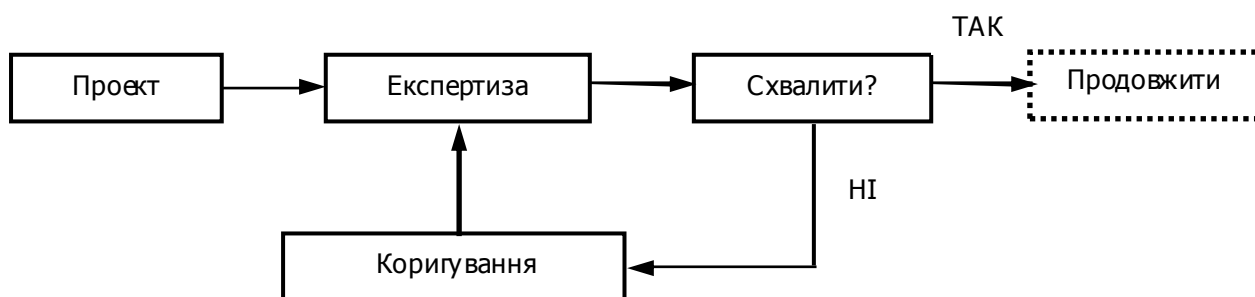 ТАК
Проект
Експертиза
Схвалити?
Продовжити
НІ
Коригування